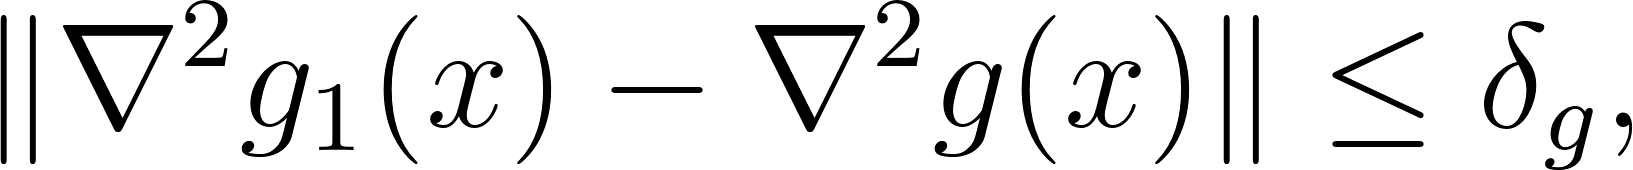 ‖∇²g₁(x) − ∇²g(x)‖ ≤ δ_g,